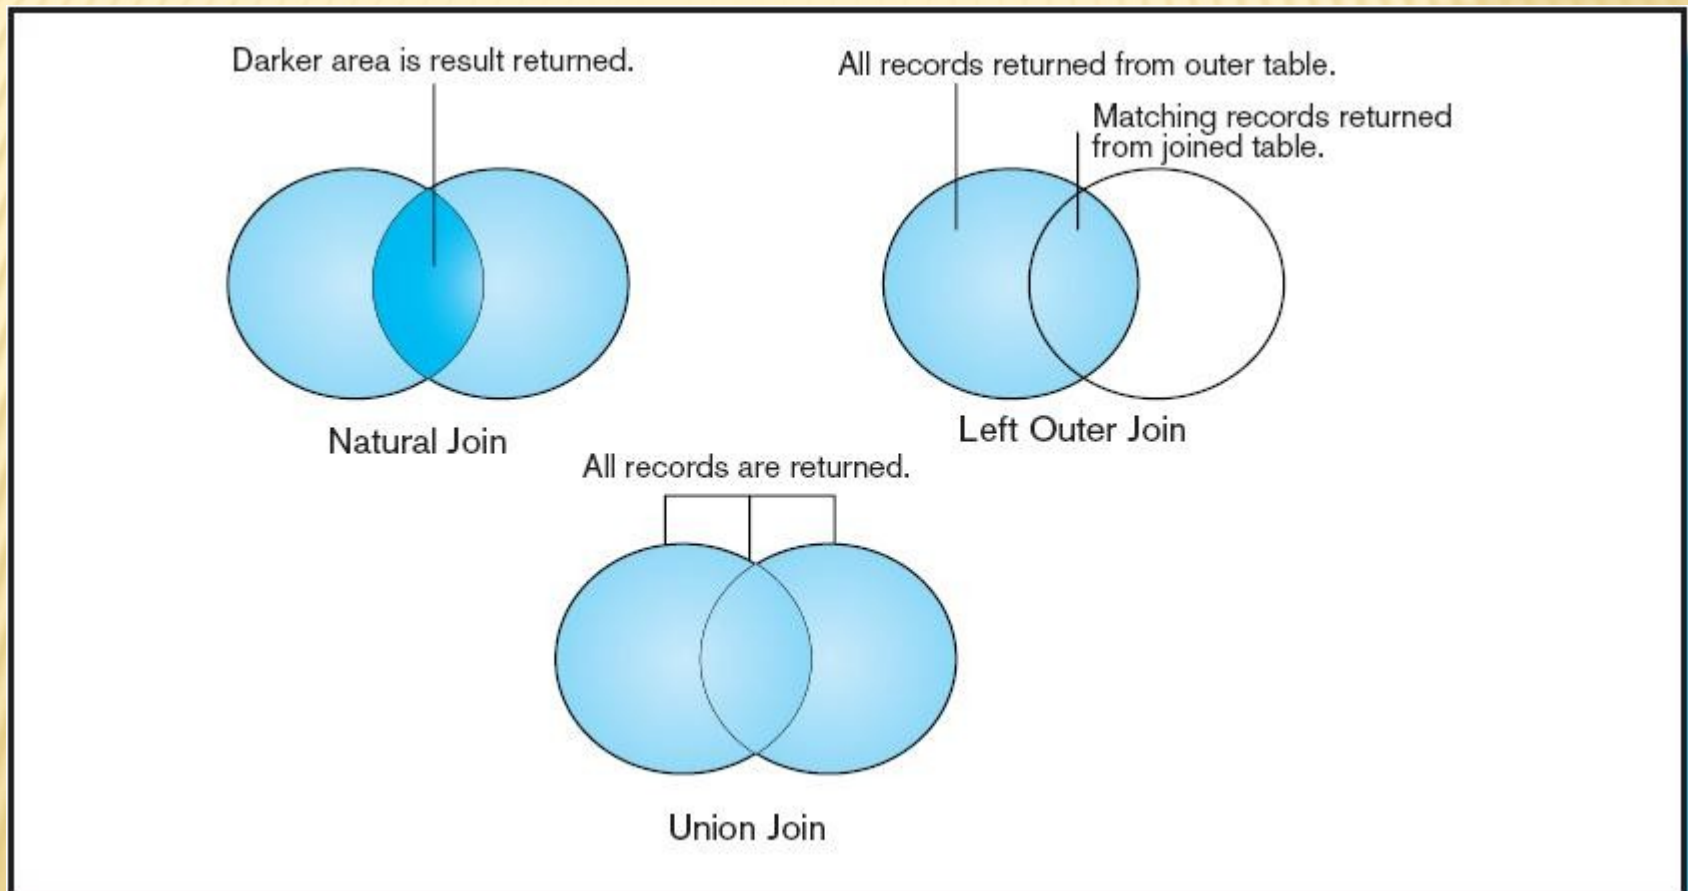 Darker area is result returned.
All records returned from outer table.
Matching records returned
from joined table.
Natural Join
Left Outer Join
All records are returned.
Union Join